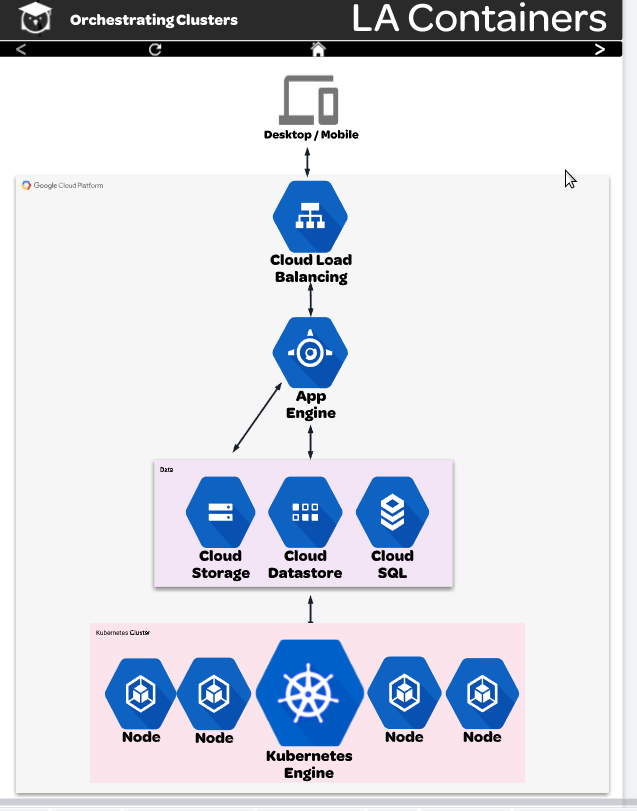 Orchestrating Clusters
LA Containers
Desktop / Mobile
Google Cloud Platform
Cloud Load
Balancing
App
Engine
Data
Cloud
Storage
Cloud
Datastore
Cloud
SQL
Kubernetes Cluster
Node
Node
Kubernetes
Engine
Node
Node